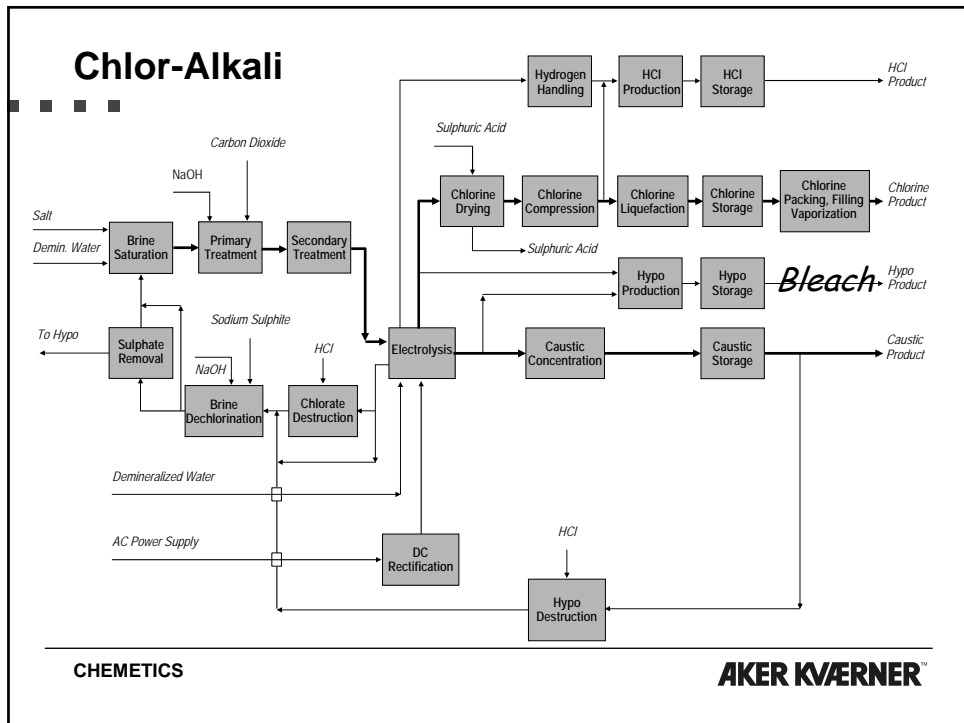 Chlor-Alkali
Hydrogen
Handling
HCl
Production
HCl
Storage
HCl
Product
Carbon Dioxide
Sulphuric Acid
NaOH
Salt
Demin. Water
Brine
Saturation
Primary
Treatment
Secondary
Treatment
Chlorine
Drying
Chlorine
Compression
Chlorine
Liquefaction
Chlorine
Storage
Chlorine
Packing, Filling
Vaporization
Chlorine
Product
Sulphuric Acid
Hypo
Production
Hypo
Storage
Bleach
Hypo
Product
To Hypo
Sulphate
Removal
Sodium Sulphite
NaOH
HCl
Electrolysis
Caustic
Concentration
Caustic
Storage
Caustic
Product
Brine
Dechlorination
Chlorate
Destruction
Demineralized Water
AC Power Supply
DC
Rectification
HCl
Hypo
Destruction
CHEMETICS
AKER KVÆRNER™